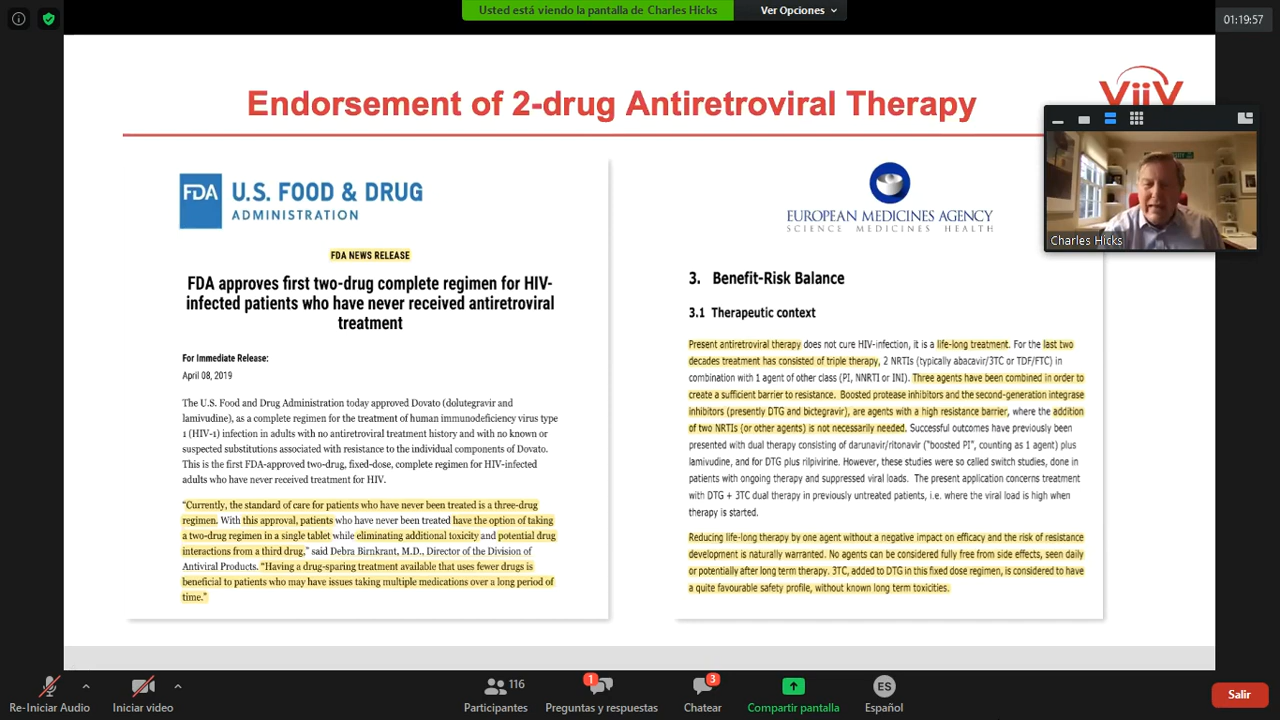 Usted está viendo la pantalla de Charles Hicks
Ver Opciones
01:19:57
Endorsement of 2-drug Antiretroviral Therapy
ViiV
Charles Hicks
FDA
U.S. FOOD & DRUG
ADMINISTRATION
FDA NEWS RELEASE
FDA approves first two-drug complete regimen for HIV-
infected patients who have never received antiretroviral
treatment
For Immediate Release:
April 08, 2019
The U.S. Food and Drug Administration today approved Dovato (dolutegravir and
lamivudine), as a complete regimen for the treatment of human immunodeficiency virus type
1 (HIV-1) infection in adults with no antiretroviral treatment history and with no known or
suspected substitutions associated with resistance to the individual components of Dovato.
This is the first FDA-approved two-drug, fixed-dose, complete regimen for HIV-infected
adults who have never received treatment for HIV.
“Currently, the standard of care for patients who have never been treated is a three-drug
regimen. With this approval, patients who have never been treated have the option of taking
a two-drug regimen in a single tablet while eliminating additional toxicity and potential drug
interactions from a third drug,” said Debra Birnkrant, M.D., Director of the Division of
Antiviral Products. “Having a drug-sparing treatment available that uses fewer drugs is
beneficial to patients who may have issues taking multiple medications over a long period of
time.”
EUROPEAN MEDICINES AGENCY
SCIENCE MEDICINES HEALTH
3. Benefit-Risk Balance
3.1 Therapeutic context
Present antiretroviral therapy does not cure HIV-infection, it is a life-long treatment. For the last two
decades treatment has consisted of triple therapy, 2 NRTIs (typically abacavir/3TC or TDF/FTC) in
combination with 1 agent of other class (PI, NNRTI or INI). Three agents have been combined in order to
create a sufficient barrier to resistance. Boosted protease inhibitors and the second-generation integrase
inhibitors (presently DTG and bictegravir), are agents with a high resistance barrier, where the addition
of two NRTIs (or other agents) is not necessarily needed. Successful outcomes have previously been
presented with dual therapy consisting of darunavir/ritonavir (“boosted PI”, counting as 1 agent) plus
lamivudine, and for DTG plus rilpivirine. However, these studies were so called switch studies, done in
patients with ongoing therapy and suppressed viral loads. The present application concerns treatment
with DTG + 3TC dual therapy in previously untreated patients, i.e. where the viral load is high when
therapy is started.
Reducing life-long therapy by one agent without a negative impact on efficacy and the risk of resistance
development is naturally warranted. No agents can be considered fully free from side effects, seen daily
or potentially after long term therapy. 3TC, added to DTG in this fixed dose regimen, is considered to have
a quite favourable safety profile, without known long term toxicities.
Re-Iniciar Audio
Iniciar video
116
Participantes
1
Preguntas y respuestas
3
Chatear
Compartir pantalla
ES
Español
Salir